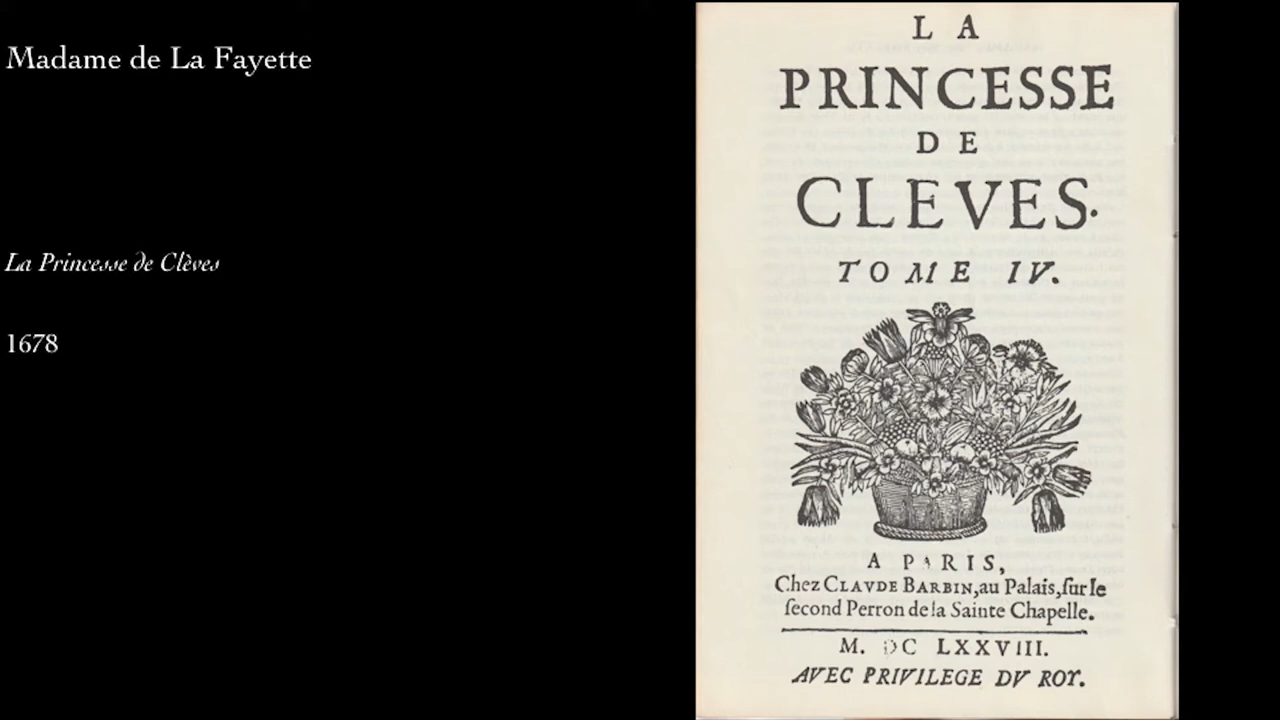 Madame de La Fayette
La Princesse de Clèves
1678
LA
PRINCESSE
DE
CLEVES.
TOME IV.
A PARIS,
Chez CLAVDE BARBIN, au Palais, ſur le
ſecond Perron de la Sainte Chapelle.
M. DC LXXVIII.
AVEC PRIVILEGE DV ROY.